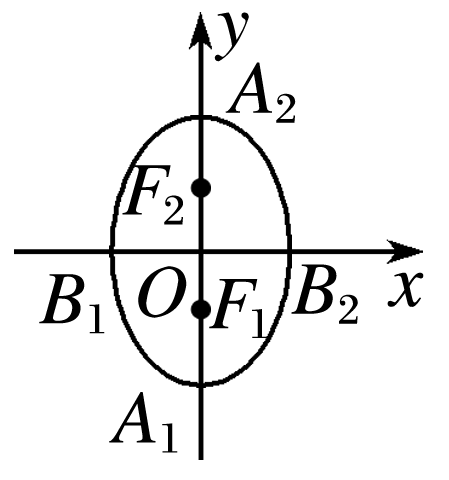 y
A₂
F₂
B₁ O F₁ B₂ x
A₁